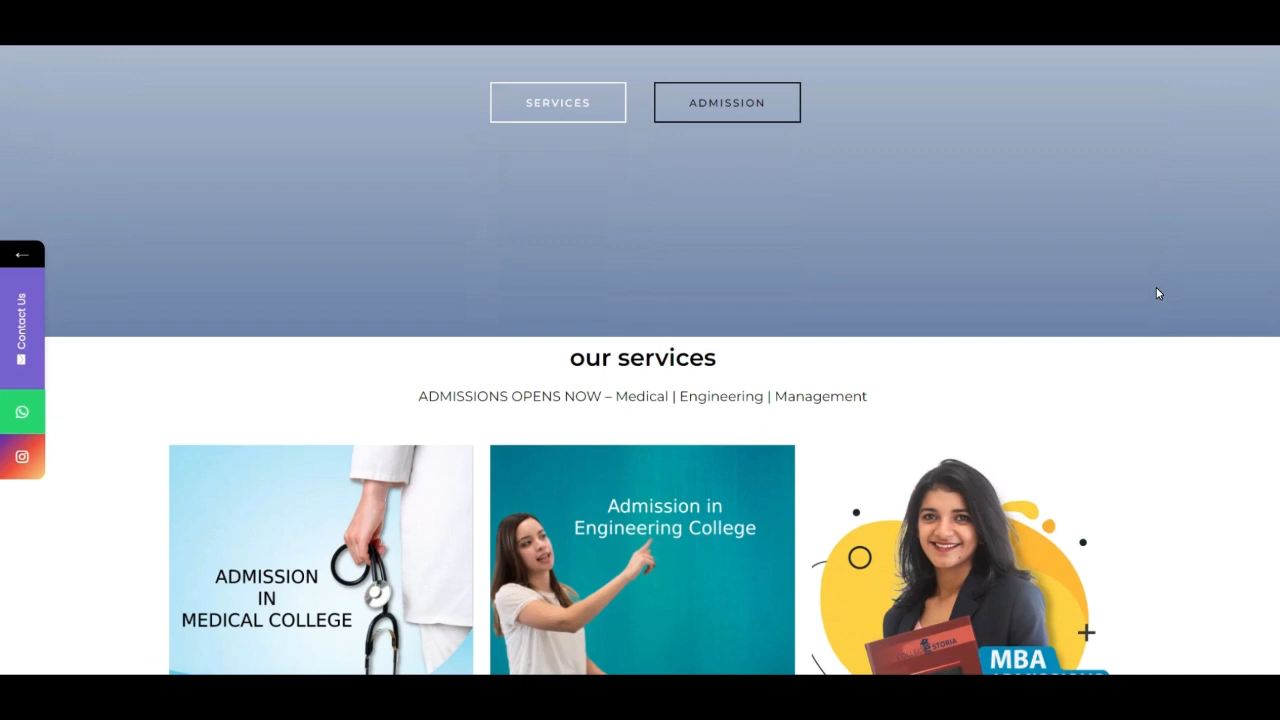 SERVICES
ADMISSION
Contact Us
our services
ADMISSIONS OPENS NOW – Medical | Engineering | Management
ADMISSION
IN
MEDICAL COLLEGE
Admission in
Engineering College
STORIA
MBA